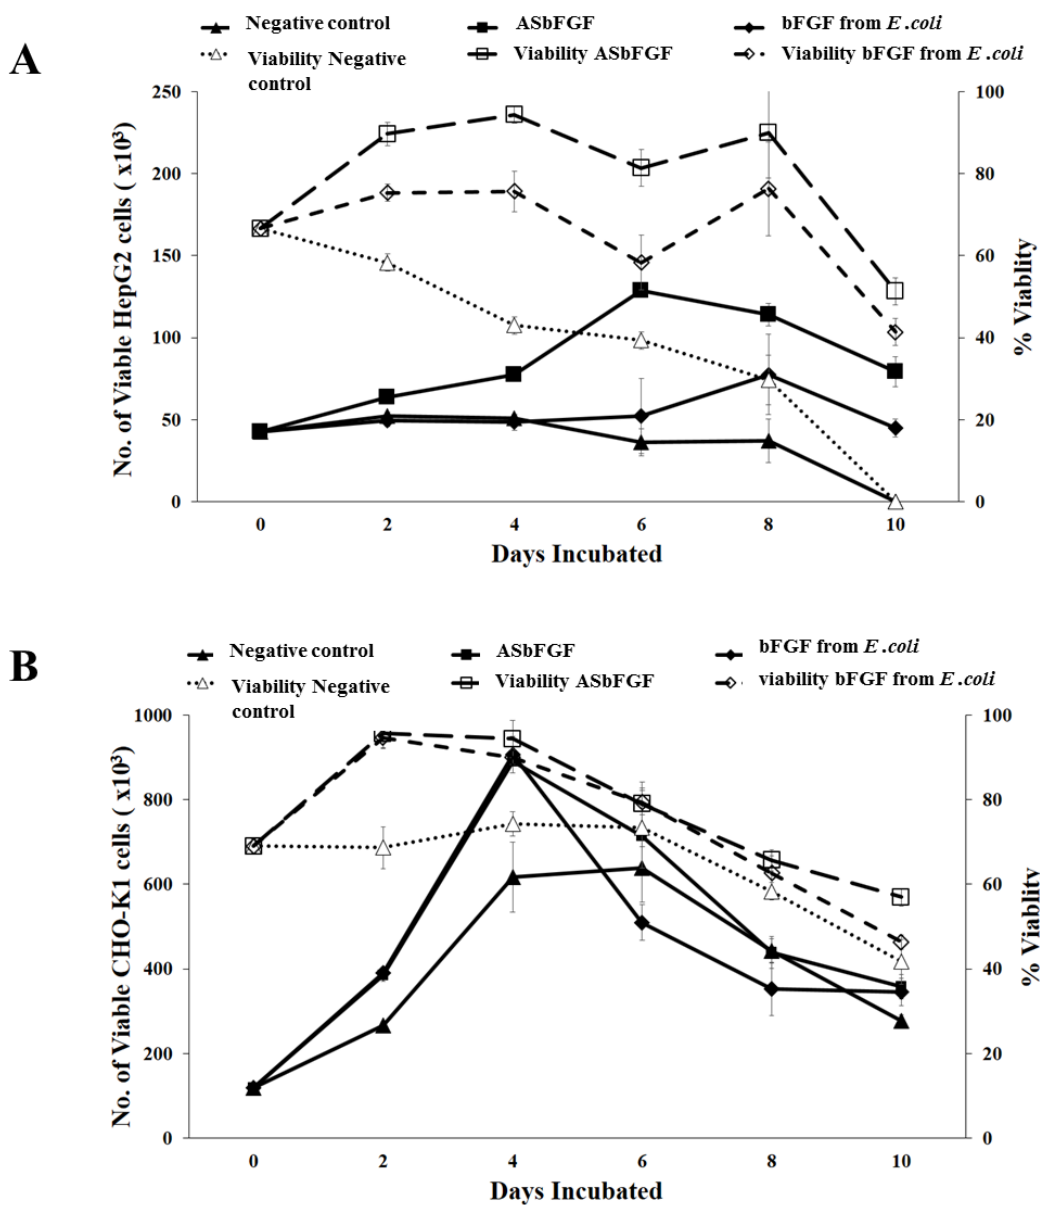 A
Negative control
ASbFGF
bFGF from E .coli
Viability Negative
control
Viability ASbFGF
Viability bFGF from E .coli
250
200
150
100
50
0
No. of Viable HepG2 cells ( x10³)
100
80
60
40
20
0
% Viablity
0 2 4 6 8 10
Days Incubated
B
Negative control
ASbFGF
bFGF from E .coli
Viability Negative
control
Viability ASbFGF
viability bFGF from E .coli
1000
800
600
400
200
0
No. of Viable CHO-K1 cells ( x10³)
100
80
60
40
20
0
% Viablity
0 2 4 6 8 10
Days Incubated